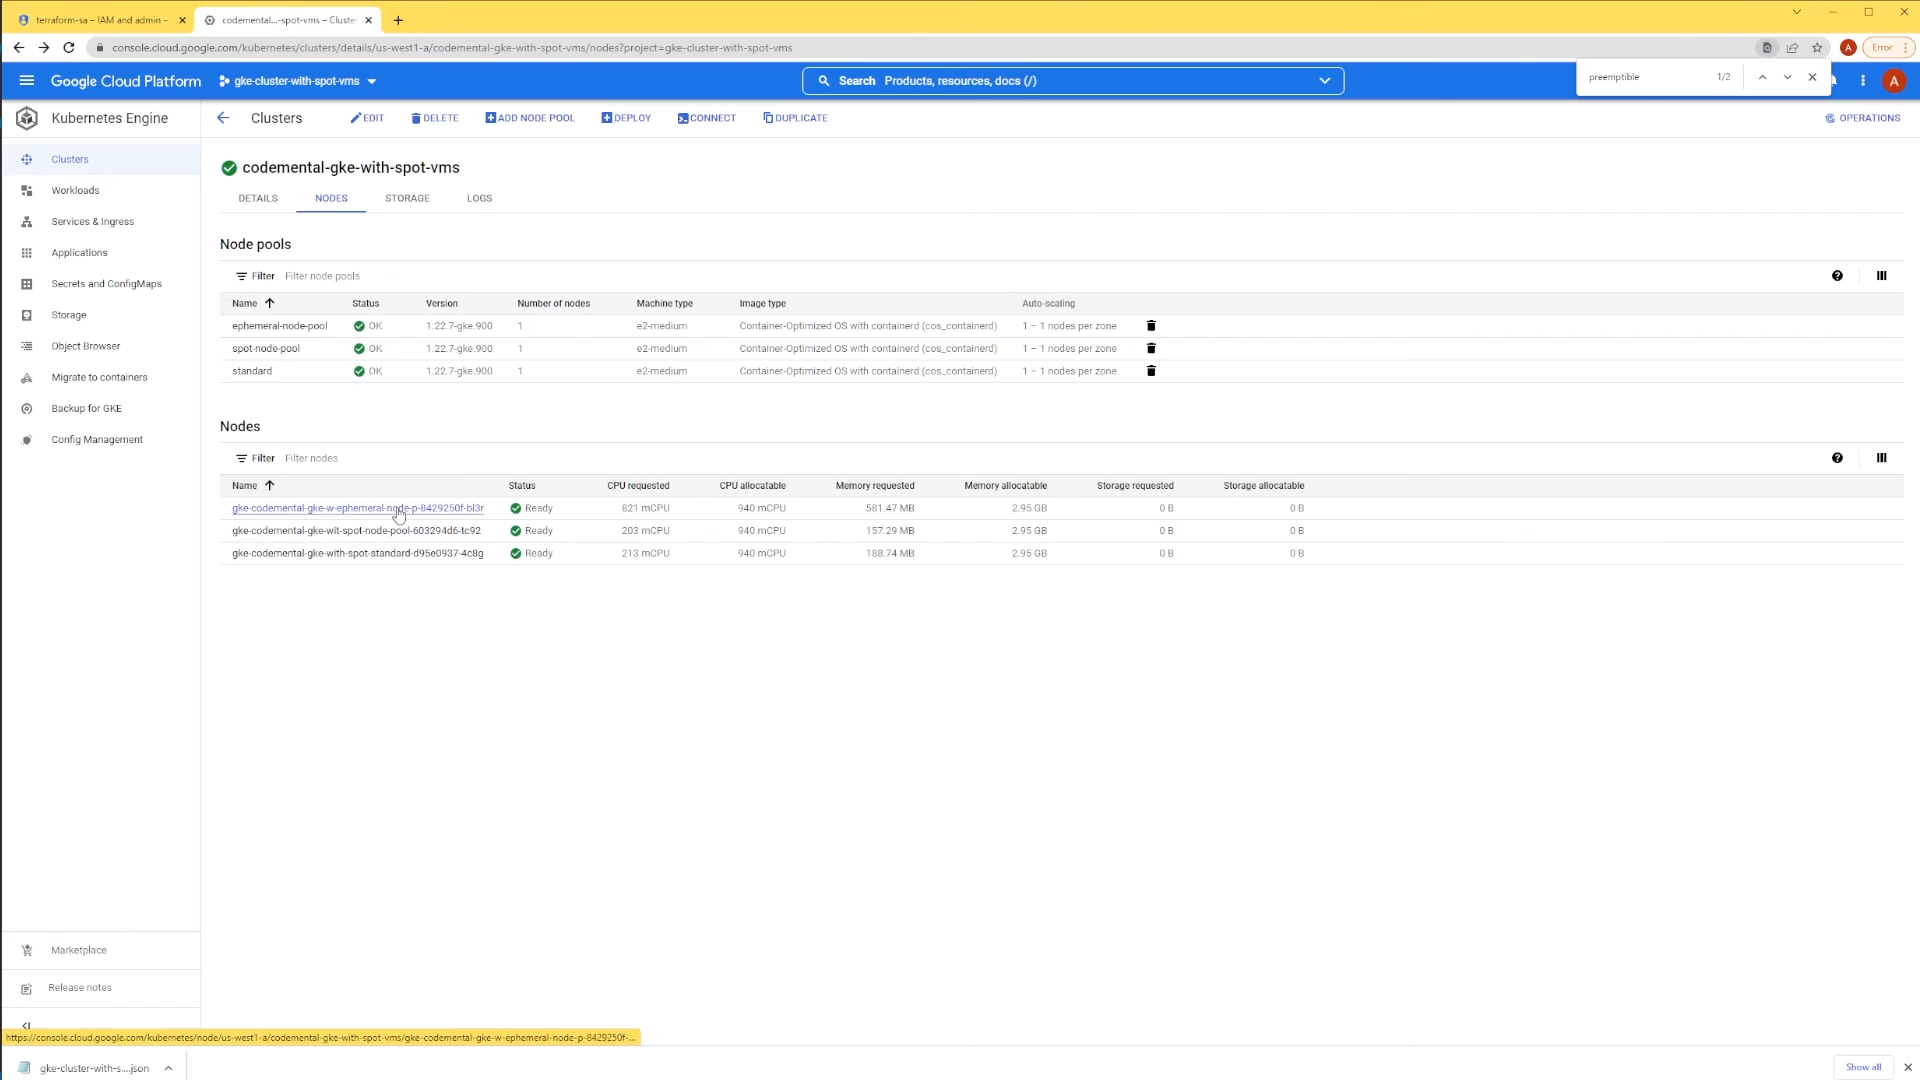 terraform-sa – IAM and admin –
codemental...-spot-vms – Cluste
console.cloud.google.com/kubernetes/clusters/details/us-west1-a/codemental-gke-with-spot-vms/nodes?project=gke-cluster-with-spot-vms
A
Error
Google Cloud Platform
gke-cluster-with-spot-vms
Search Products, resources, docs (/)
preemptible
1/2
A
Kubernetes Engine
Clusters
EDIT
DELETE
ADD NODE POOL
DEPLOY
CONNECT
DUPLICATE
OPERATIONS
Clusters
Workloads
Services & Ingress
Applications
Secrets and ConfigMaps
Storage
Object Browser
Migrate to containers
Backup for GKE
Config Management
Marketplace
Release notes
codemental-gke-with-spot-vms
DETAILS NODES STORAGE LOGS
Node pools
Filter Filter node pools
Name Status Version Number of nodes Machine type Image type Auto-scaling
ephemeral-node-pool OK 1.22.7-gke.900 1 e2-medium Container-Optimized OS with containerd (cos_containerd) 1 – 1 nodes per zone
spot-node-pool OK 1.22.7-gke.900 1 e2-medium Container-Optimized OS with containerd (cos_containerd) 1 – 1 nodes per zone
standard OK 1.22.7-gke.900 1 e2-medium Container-Optimized OS with containerd (cos_containerd) 1 – 1 nodes per zone
Nodes
Filter Filter nodes
Name Status CPU requested CPU allocatable Memory requested Memory allocatable Storage requested Storage allocatable
gke-codemental-gke-w-ephemeral-node-p-8429250f-bl3r Ready 821 mCPU 940 mCPU 581.47 MB 2.95 GB 0 B 0 B
gke-codemental-gke-wit-spot-node-pool-603294d6-tc92 Ready 203 mCPU 940 mCPU 157.29 MB 2.95 GB 0 B 0 B
gke-codemental-gke-with-spot-standard-d95e0937-4c8g Ready 213 mCPU 940 mCPU 188.74 MB 2.95 GB 0 B 0 B
https://console.cloud.google.com/kubernetes/node/us-west1-a/codemental-gke-with-spot-vms/gke-codemental-gke-w-ephemeral-node-p-8429250f-...
gke-cluster-with-s....json
Show all